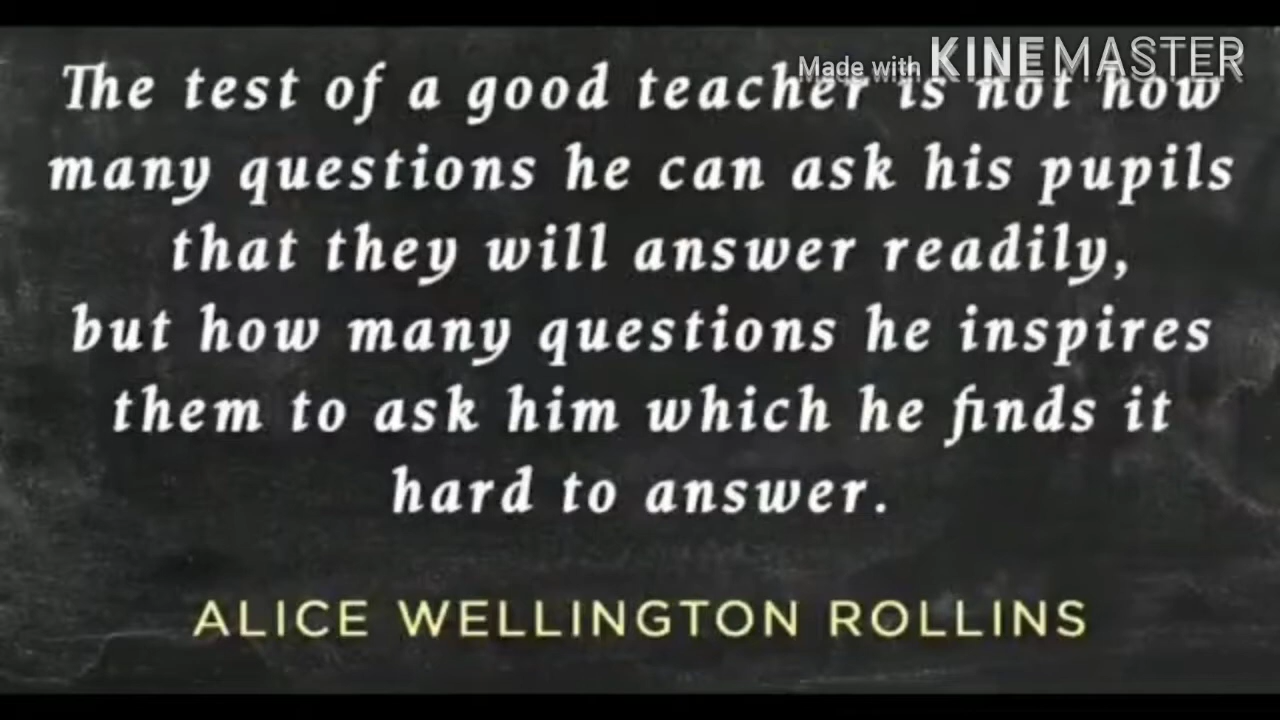 Made with KINEMASTER
The test of a good teacher is not how
many questions he can ask his pupils
that they will answer readily,
but how many questions he inspires
them to ask him which he finds it
hard to answer.
ALICE WELLINGTON ROLLINS